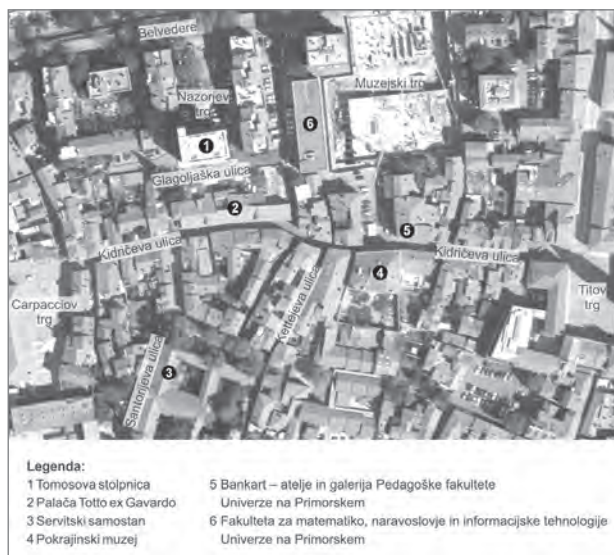 Belvedere
Muzejski trg
Nazorjev
trg
6
1
Glagoljaška ulica
2
5
Kidričeva ulica
Kidričeva ulica
4
Kettejeva ulica
Carpacciov
trg
Titov
trg
3
Santorijeva ulica
Legenda:
1 Tomosova stolpnica
2 Palača Totto ex Gavardo
3 Servitski samostan
4 Pokrajinski muzej
5 Bankart – atelje in galerija Pedagoške fakultete
Univerze na Primorskem
6 Fakulteta za matematiko, naravoslovje in informacijske tehnologije
Univerze na Primorskem